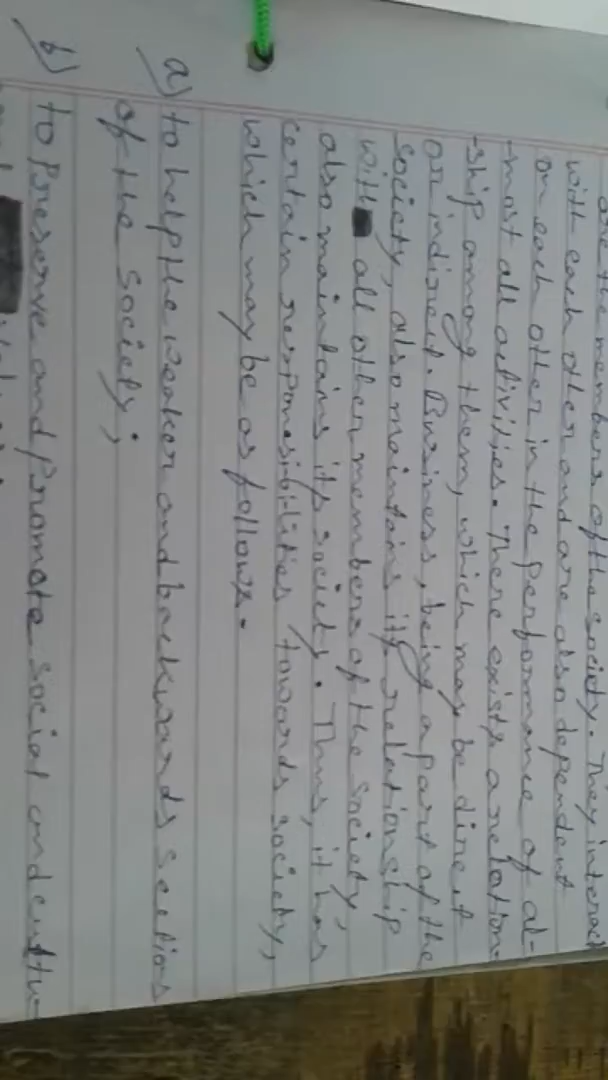 are the members of the society. They interact
with each other and are also dependent
on each other in the performance of al-
-most all activities. There exists a relation-
-ship among them, which may be direct
or indirect. Business, being a part of the
society, also maintains its relationship
with all other members of the society,
also maintains its society. Thus, it has
certain responsibilities towards society,
which may be as follows.
a) to help the weaker and backwards sections
of the society;
b) to preserve and promote social and cultu-